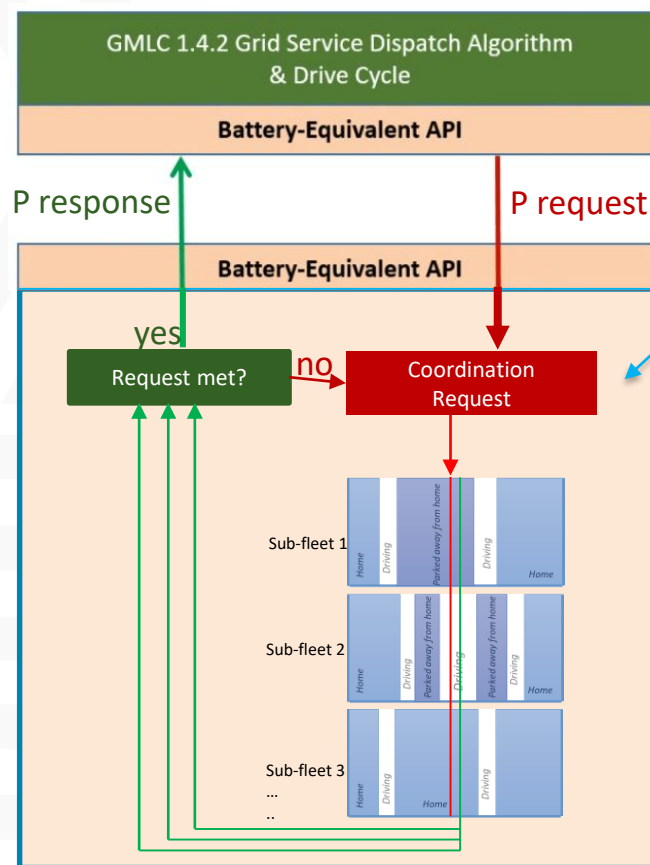 GMLC 1.4.2 Grid Service Dispatch Algorithm
& Drive Cycle
Battery-Equivalent API
P response
P request
Battery-Equivalent API
yes
Request met?
no
Coordination
Request
Sub-fleet 1
Home
Driving
Parked away from home
Driving
Home
Sub-fleet 2
Home
Driving
Parked away from home
Driving
Parked away from home
Driving
Home
Sub-fleet 3
...
..
Home
Driving
Home
Driving